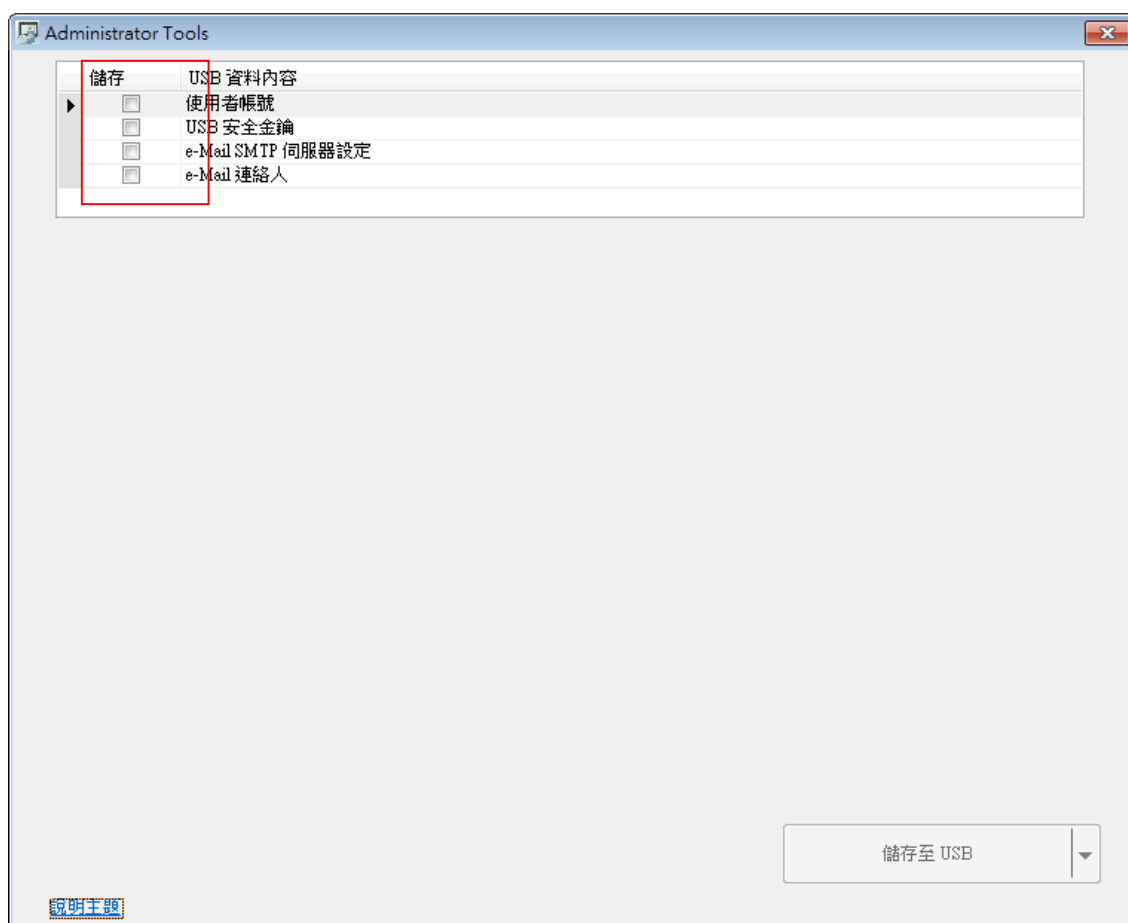 Administrator Tools
儲存 USB 資料內容
使用者帳號
USB 安全金鑰
e-Mail SMTP 伺服器設定
e-Mail 連絡人
儲存至 USB
說明主題